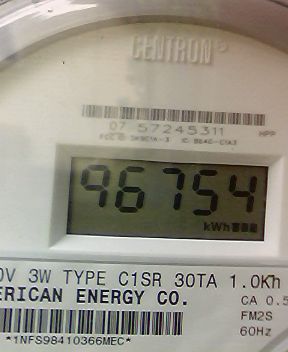 CENTRON®
07 57245311 HPP
96754
kWh
0V 3W TYPE C1SR 30TA 1.0Kh
ERICAN ENERGY CO. CA 0.5
FM2S
*1NFS98410366MEC* 60Hz